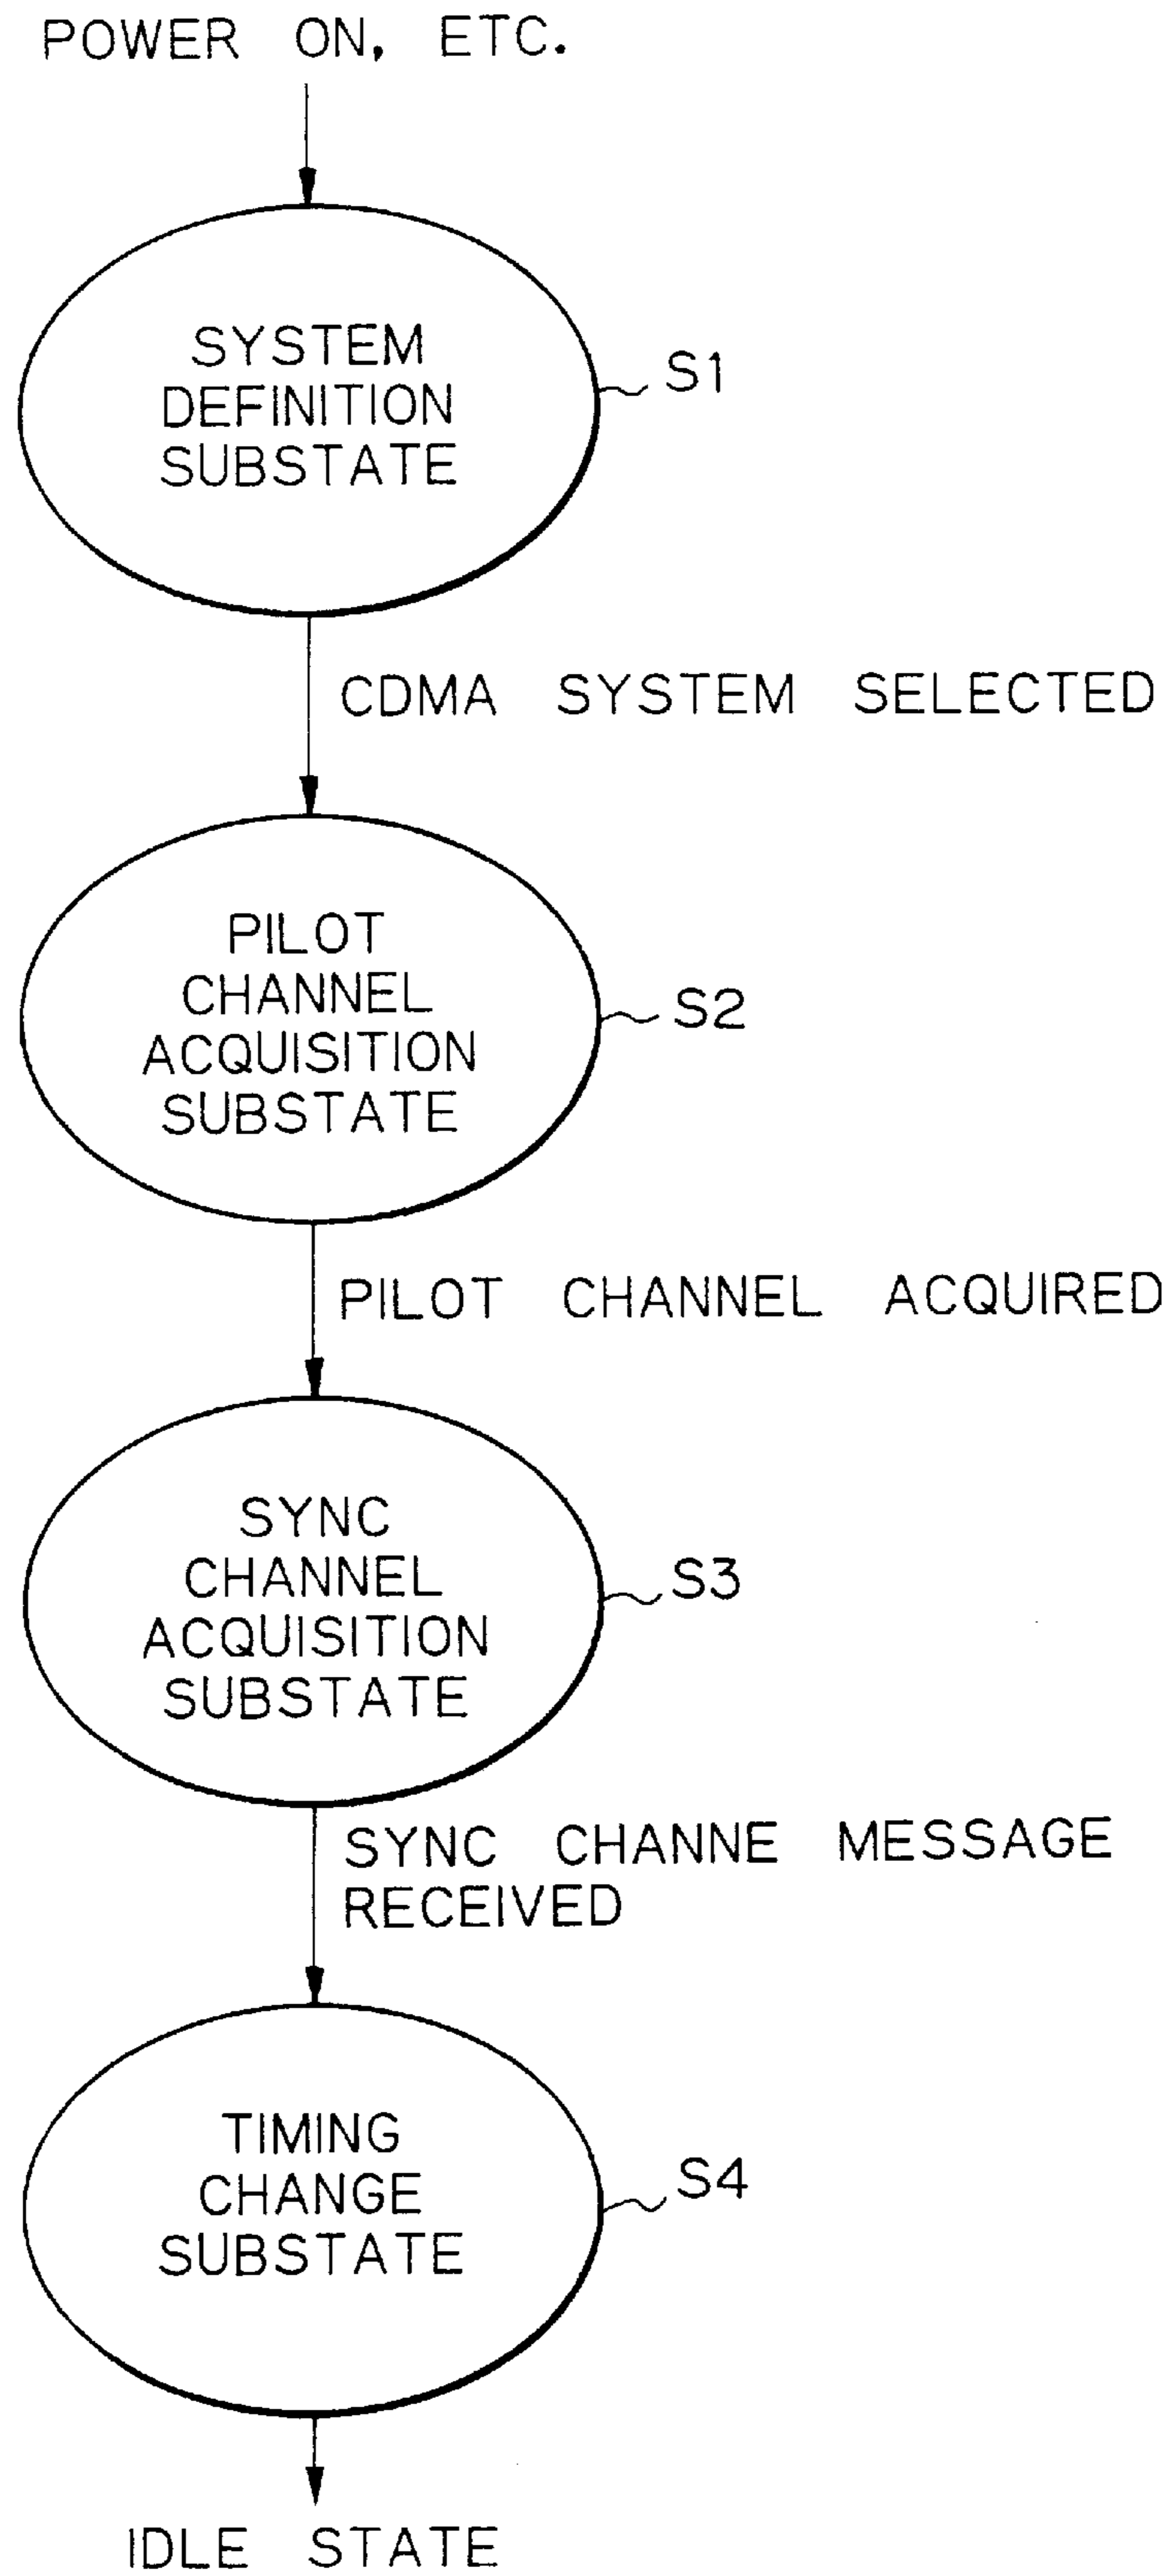 POWER ON, ETC.
SYSTEM
DEFINITION
SUBSTATE
S1
CDMA SYSTEM SELECTED
PILOT
CHANNEL
ACQUISITION
SUBSTATE
S2
PILOT CHANNEL ACQUIRED
SYNC
CHANNEL
ACQUISITION
SUBSTATE
S3
SYNC CHANNE MESSAGE
RECEIVED
TIMING
CHANGE
SUBSTATE
S4
IDLE STATE